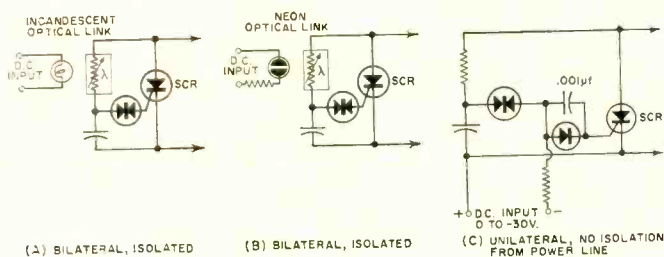 INCANDESCENT
OPTICAL LINK
D.C.
INPUT
λ
SCR
(A) BILATERAL, ISOLATED
NEON
OPTICAL LINK
D.C.
INPUT
λ
SCR
(B) BILATERAL, ISOLATED
.001µf
SCR
+ D.C. INPUT -
0 TO -30V.
(C) UNILATERAL, NO ISOLATION
FROM POWER LINE